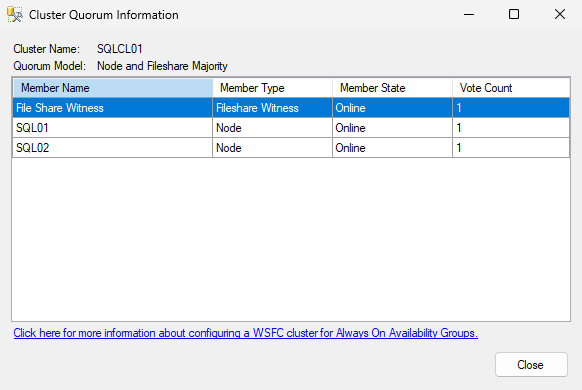 Cluster Quorum Information
Cluster Name: SQLCL01
Quorum Model: Node and Fileshare Majority
Member Name Member Type Member State Vote Count
File Share Witness Fileshare Witness Online 1
SQL01 Node Online 1
SQL02 Node Online 1
Click here for more information about configuring a WSFC cluster for Always On Availability Groups.
Close